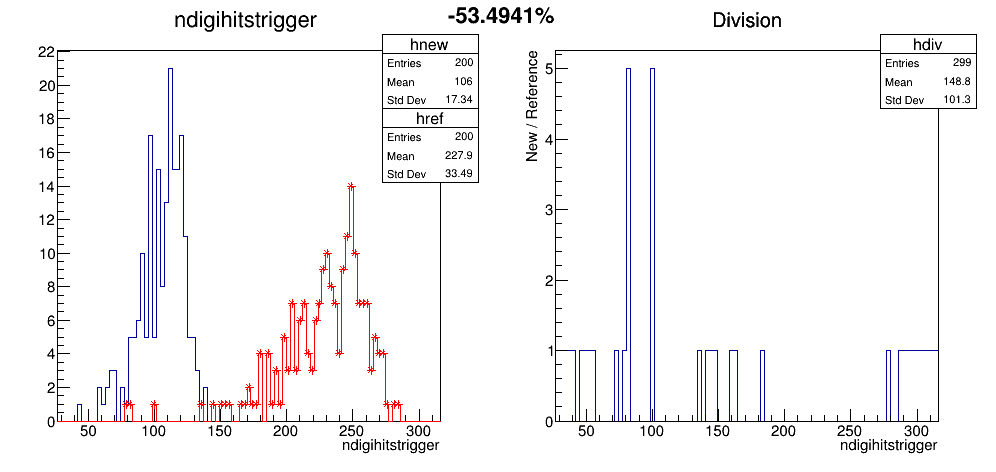 -53.4941%
ndigihitstrigger
hnew
Entries 200
Mean 106
Std Dev 17.34
href
Entries 200
Mean 227.9
Std Dev 33.49
22
20
18
16
14
12
10
8
6
4
2
0
50 100 150 200 250 300
ndigihitstrigger
Division
hdiv
Entries 299
Mean 148.8
Std Dev 101.3
New / Reference
5
4
3
2
1
0
50 100 150 200 250 300
ndigihitstrigger